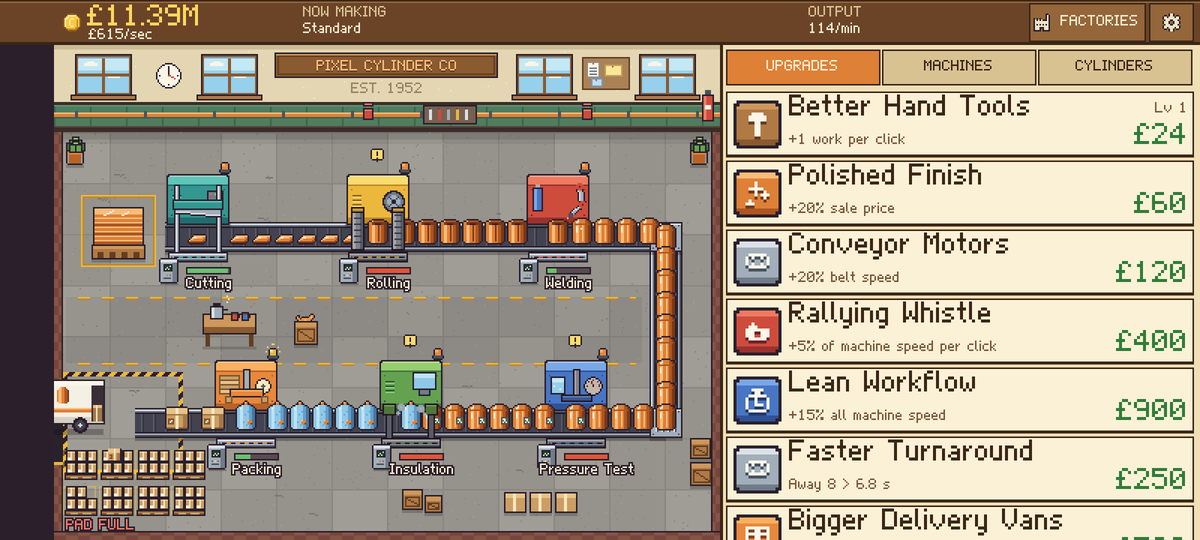 £11.39M
£615/sec
NOW MAKING
Standard
OUTPUT
114/min
FACTORIES
PIXEL CYLINDER CO
EST. 1952
UPGRADES
MACHINES
CYLINDERS
Better Hand Tools
Lv 1
+1 work per click
£24
Polished Finish
+20% sale price
£60
Conveyor Motors
+20% belt speed
£120
Rallying Whistle
+5% of machine speed per click
£400
Lean Workflow
+15% all machine speed
£900
Faster Turnaround
Away 8 > 6.8 s
£250
Bigger Delivery Vans
Cutting
Rolling
Welding
Packing
Insulation
Pressure Test
PAD FULL